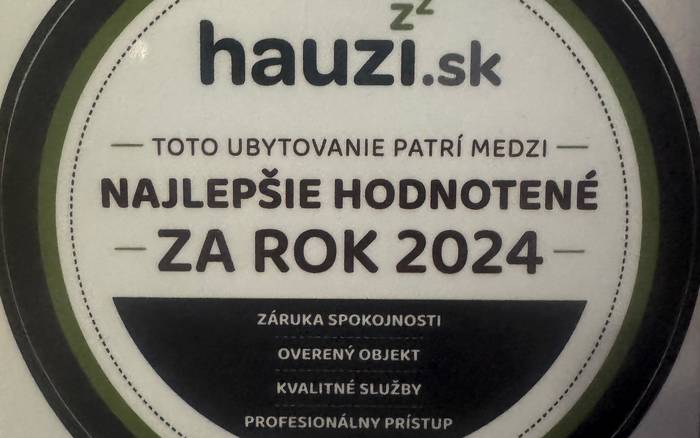 hauzi.sk
zz
TOTO UBYTOVANIE PATRÍ MEDZI
NAJLEPŠIE HODNOTENÉ
ZA ROK 2024
ZÁRUKA SPOKOJNOSTI
OVERENÝ OBJEKT
KVALITNÉ SLUŽBY
PROFESIONÁLNY PRÍSTUP